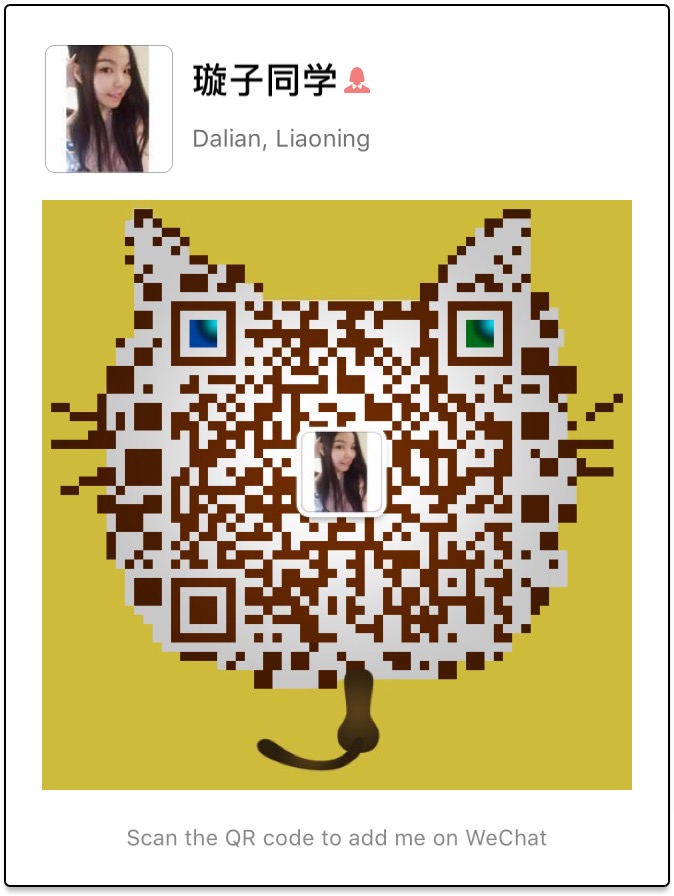 璇子同学
Dalian, Liaoning
Scan the QR code to add me on WeChat